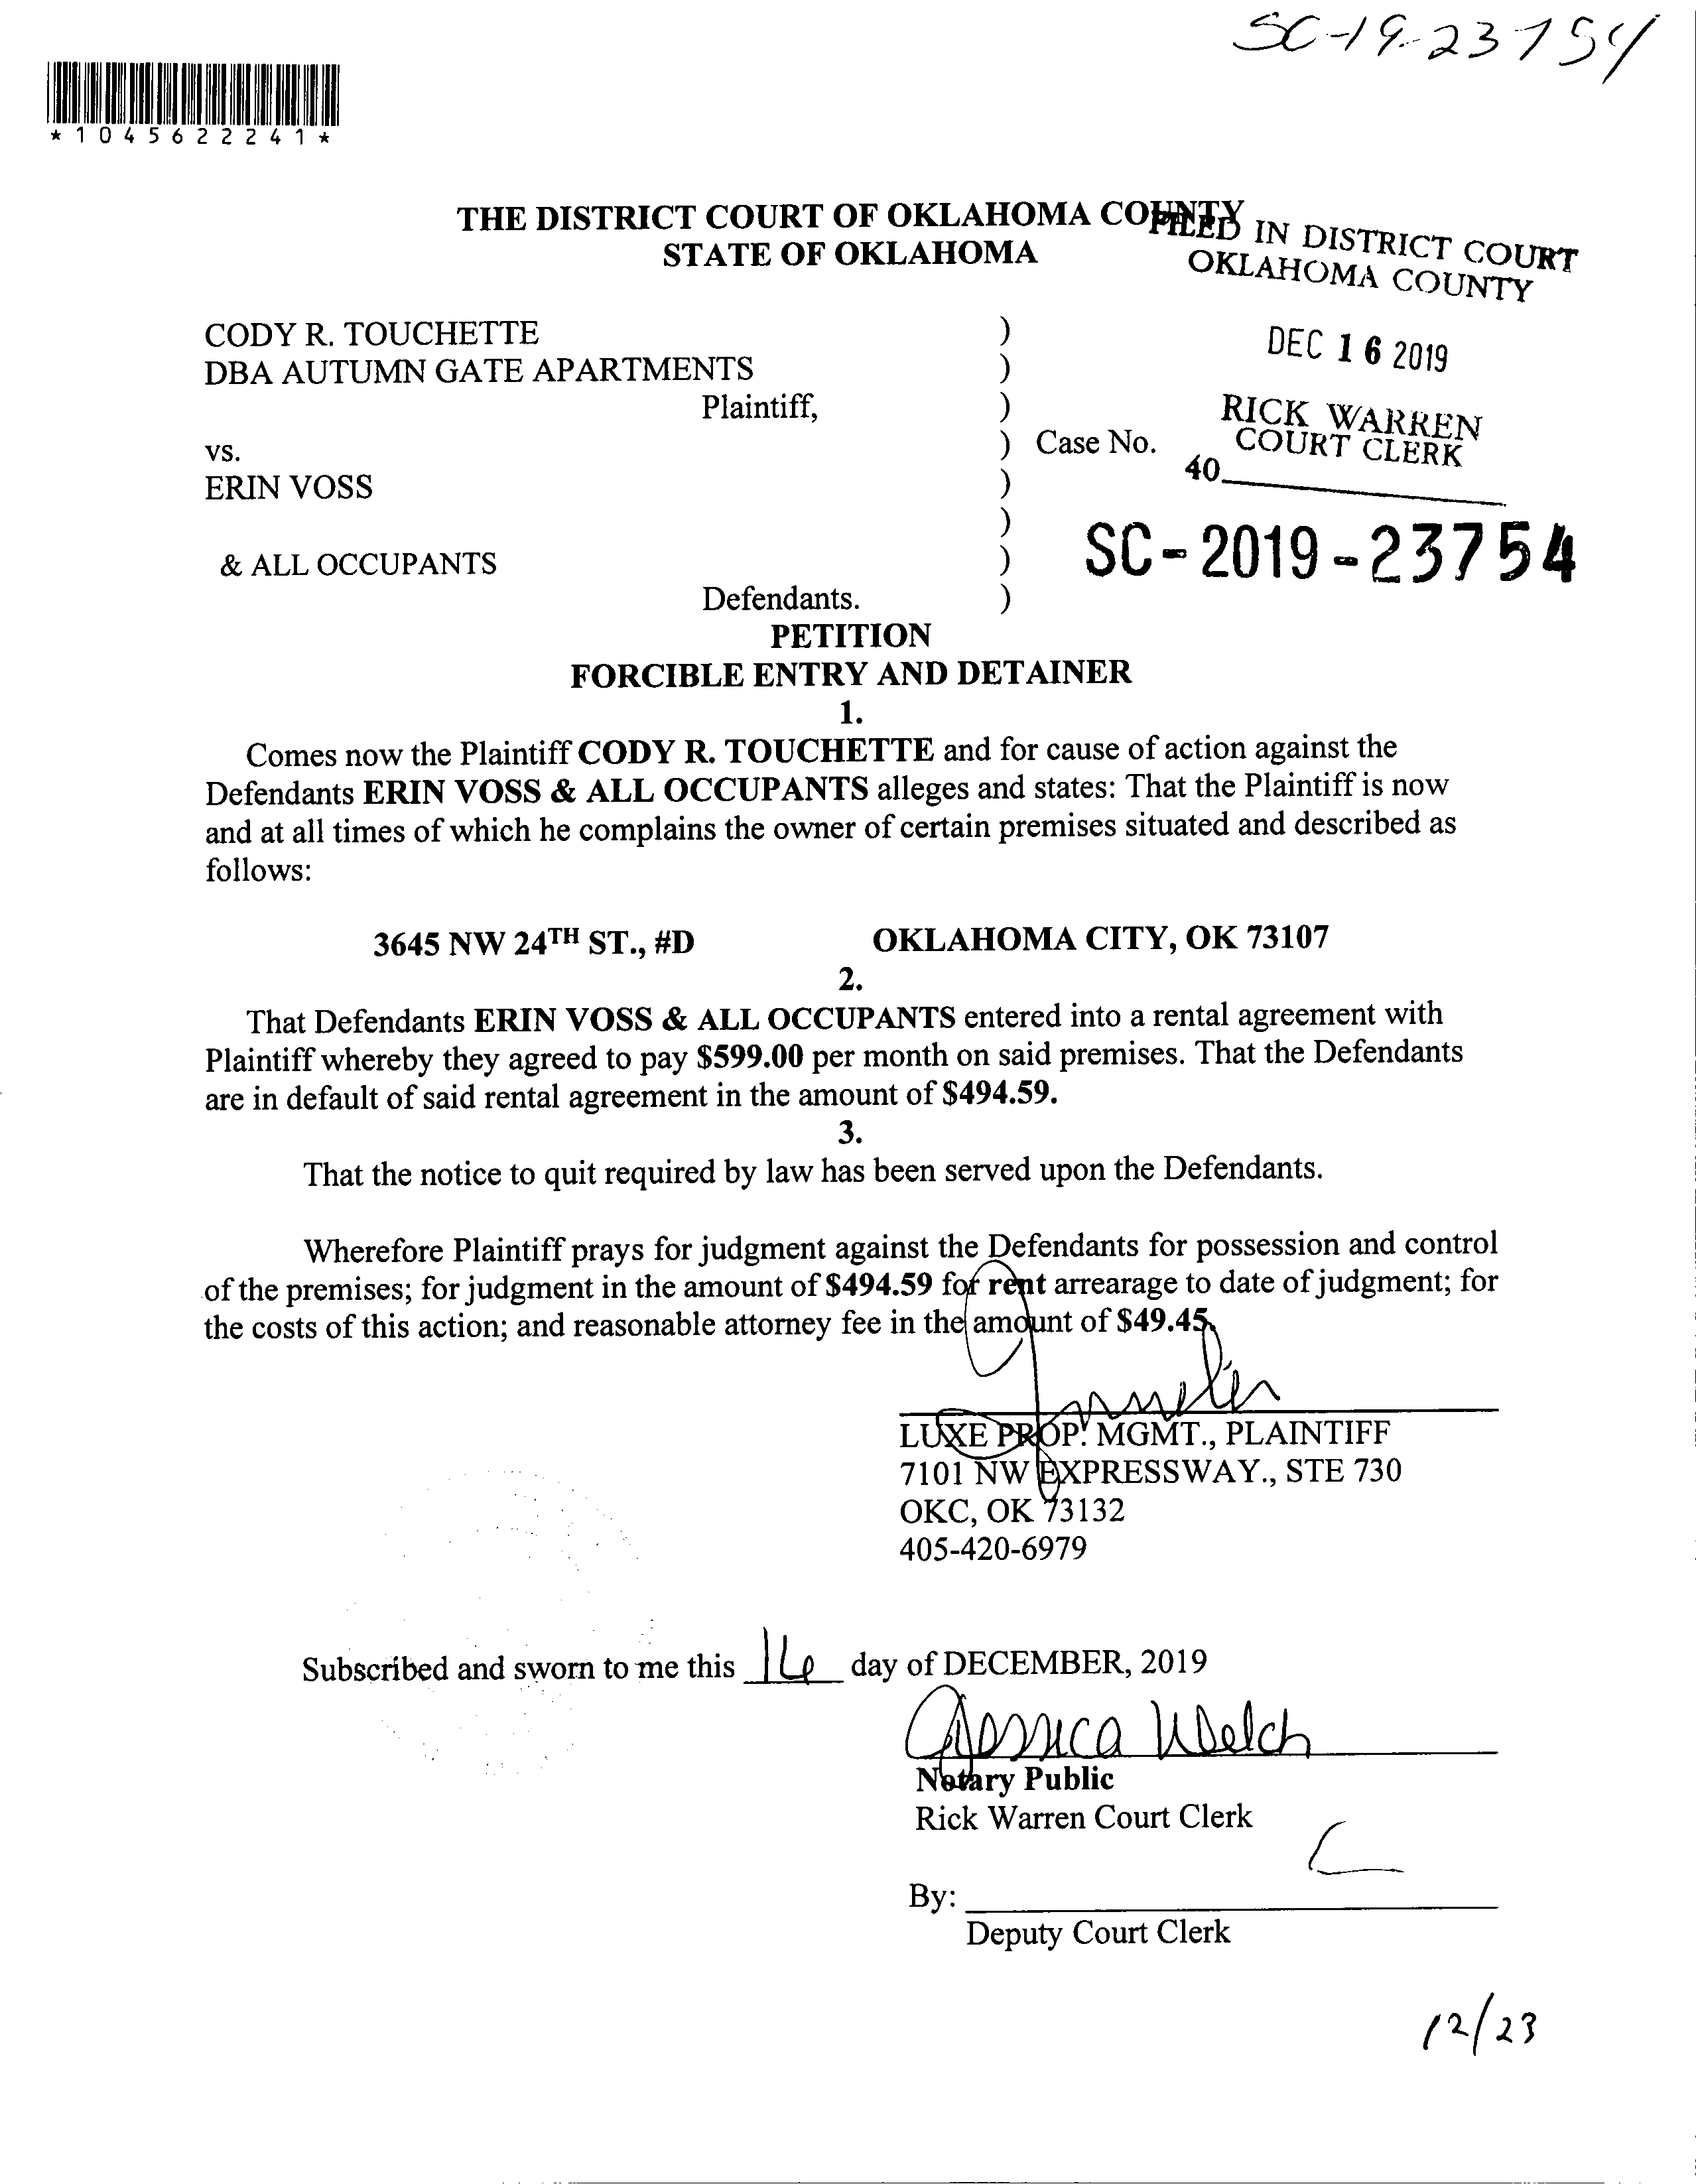 SC-19-23754
*1045622241*
THE DISTRICT COURT OF OKLAHOMA COUNTY
STATE OF OKLAHOMA
FILED IN DISTRICT COURT
OKLAHOMA COUNTY
CODY R. TOUCHETTE )
DBA AUTUMN GATE APARTMENTS )
Plaintiff, )
DEC 16 2019
RICK WARREN
COURT CLERK
vs. ) Case No.
40
ERIN VOSS )
)
& ALL OCCUPANTS ) SC-2019-23754
Defendants. )
PETITION
FORCIBLE ENTRY AND DETAINER
1.
Comes now the Plaintiff CODY R. TOUCHETTE and for cause of action against the
Defendants ERIN VOSS & ALL OCCUPANTS alleges and states: That the Plaintiff is now
and at all times of which he complains the owner of certain premises situated and described as
follows:
3645 NW 24TH ST., #D OKLAHOMA CITY, OK 73107
2.
That Defendants ERIN VOSS & ALL OCCUPANTS entered into a rental agreement with
Plaintiff whereby they agreed to pay $599.00 per month on said premises. That the Defendants
are in default of said rental agreement in the amount of $494.59.
3.
That the notice to quit required by law has been served upon the Defendants.
Wherefore Plaintiff prays for judgment against the Defendants for possession and control
of the premises; for judgment in the amount of $494.59 for rent arrearage to date of judgment; for
the costs of this action; and reasonable attorney fee in the amount of $49.45.
LUXE PROP. MGMT., PLAINTIFF
7101 NW EXPRESSWAY., STE 730
OKC, OK 73132
405-420-6979
Subscribed and sworn to me this 16 day of DECEMBER, 2019
Jessica Welch
Notary Public
Rick Warren Court Clerk
By:
Deputy Court Clerk
12/23